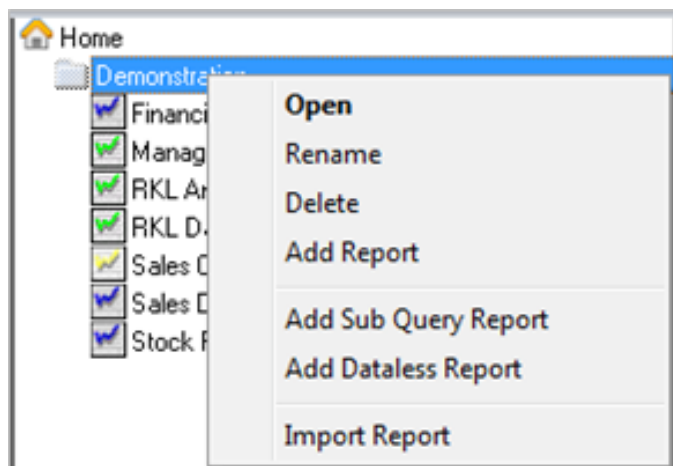 Home
Demonstration
Financi
Manag
RKL Ar
RKL D
Sales
Sales
Stock
Open
Rename
Delete
Add Report
Add Sub Query Report
Add Dataless Report
Import Report